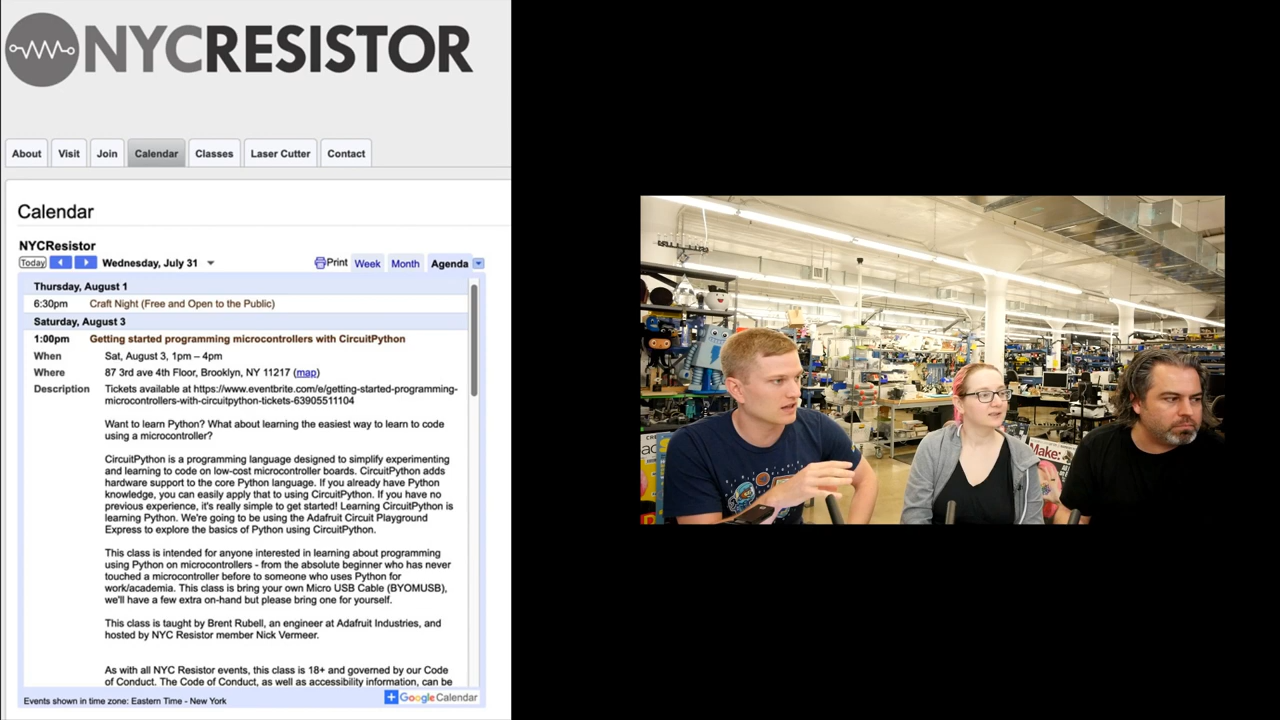 NYCRESISTOR
About
Visit
Join
Calendar
Classes
Laser Cutter
Contact
Calendar
NYCResistor
Today
Wednesday, July 31
Print
Week
Month
Agenda
Thursday, August 1
6:30pm Craft Night (Free and Open to the Public)
Saturday, August 3
1:00pm Getting started programming microcontrollers with CircuitPython
When Sat, August 3, 1pm – 4pm
Where 87 3rd ave 4th Floor, Brooklyn, NY 11217 (map)
Description Tickets available at https://www.eventbrite.com/e/getting-started-programming-
microcontrollers-with-circuitpython-tickets-63905511104
Want to learn Python? What about learning the easiest way to learn to code
using a microcontroller?
CircuitPython is a programming language designed to simplify experimenting
and learning to code on low-cost microcontroller boards. CircuitPython adds
hardware support to the core Python language. If you already have Python
knowledge, you can easily apply that to using CircuitPython. If you have no
previous experience, it's really simple to get started! Learning CircuitPython is
learning Python. We're going to be using the Adafruit Circuit Playground
Express to explore the basics of Python using CircuitPython.
This class is intended for anyone interested in learning about programming
using Python on microcontrollers - from the absolute beginner who has never
touched a microcontroller before to someone who uses Python for
work/academia. This class is bring your own Micro USB Cable (BYOMUSB),
we'll have a few extra on-hand but please bring one for yourself.
This class is taught by Brent Rubell, an engineer at Adafruit Industries, and
hosted by NYC Resistor member Nick Vermeer.
As with all NYC Resistor events, this class is 18+ and governed by our Code
of Conduct. The Code of Conduct, as well as accessibility information, can be
Events shown in time zone: Eastern Time - New York
Google Calendar
Make: